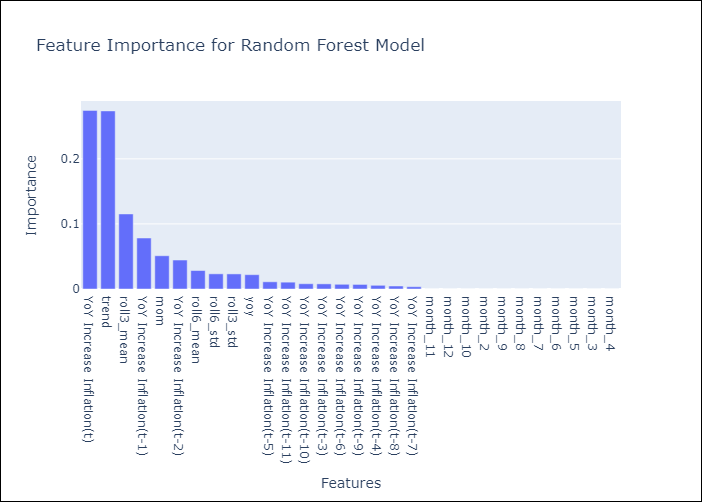 Feature Importance for Random Forest Model
Importance
0.2
0.1
0
YoY Increase Inflation(t)
trend
roll3_mean
YoY Increase Inflation(t-1)
mom
YoY Increase Inflation(t-2)
roll6_mean
roll6_std
roll3_std
yoy
YoY Increase Inflation(t-5)
YoY Increase Inflation(t-11)
YoY Increase Inflation(t-10)
YoY Increase Inflation(t-3)
YoY Increase Inflation(t-6)
YoY Increase Inflation(t-9)
YoY Increase Inflation(t-4)
YoY Increase Inflation(t-8)
YoY Increase Inflation(t-7)
month_11
month_12
month_10
month_2
month_9
month_8
month_7
month_6
month_5
month_3
month_4
Features